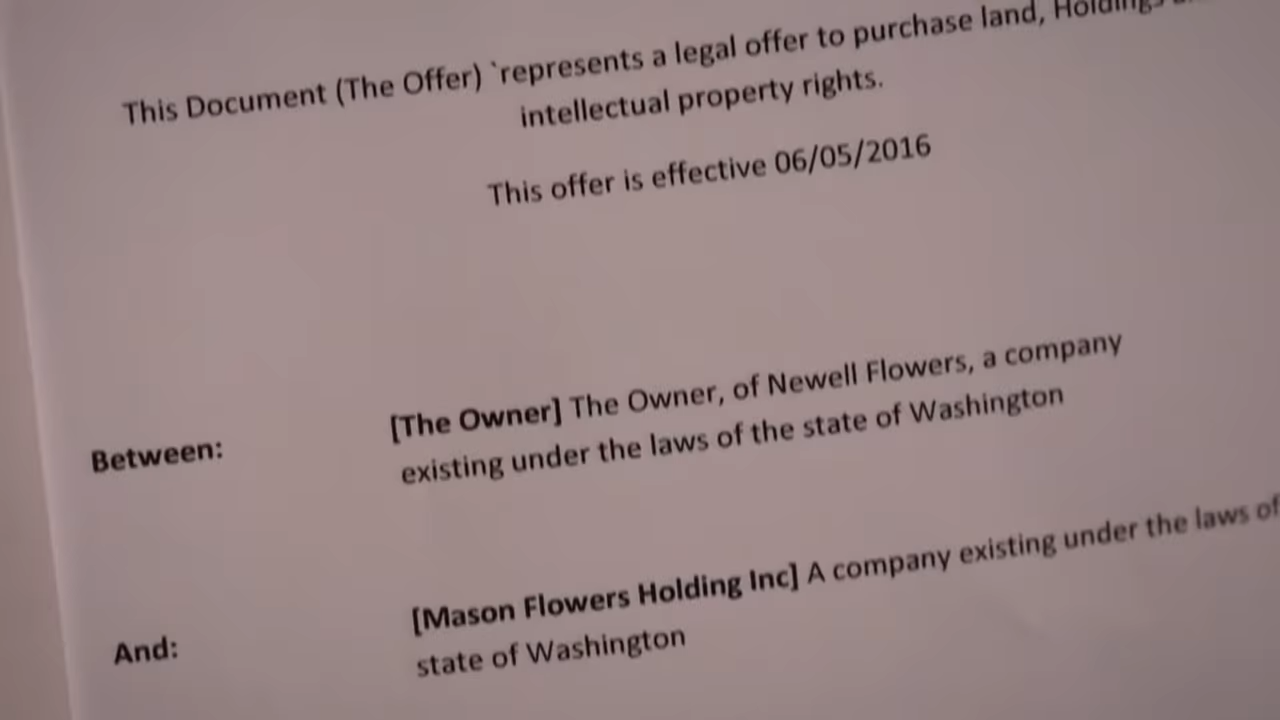 This Document (The Offer) `represents a legal offer to purchase land, Holdings
intellectual property rights.
This offer is effective 06/05/2016
[The Owner] The Owner, of Newell Flowers, a company
Between: existing under the laws of the state of Washington
[Mason Flowers Holding Inc] A company existing under the laws of
And: state of Washington